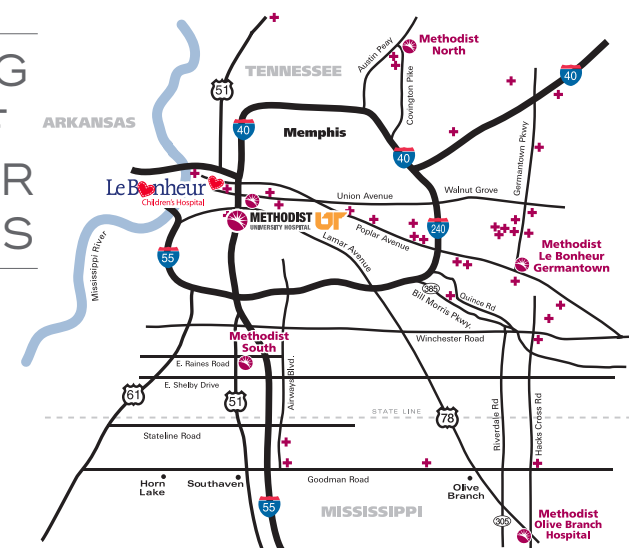 G
R
S
TENNESSEE
ARKANSAS
MISSISSIPPI
51
40
Memphis
40
40
240
55
Austin Peay
Covington Pike
Methodist
North
Germantown Pkwy
Le Bonheur
Children's Hospital
Union Avenue
Walnut Grove
METHODIST
UNIVERSITY HOSPITAL
UT
Poplar Avenue
Lamar Avenue
Mississippi River
Methodist
Le Bonheur
Germantown
385
Quince Rd
Bill Morris Pkwy.
Winchester Road
Methodist
South
E. Raines Road
Airways Blvd.
E. Shelby Drive
61
51
STATE LINE
78
Riverdale Rd
Hacks Cross Rd
Stateline Road
Goodman Road
Horn
Lake
Southaven
Olive
Branch
55
305
Methodist
Olive Branch
Hospital